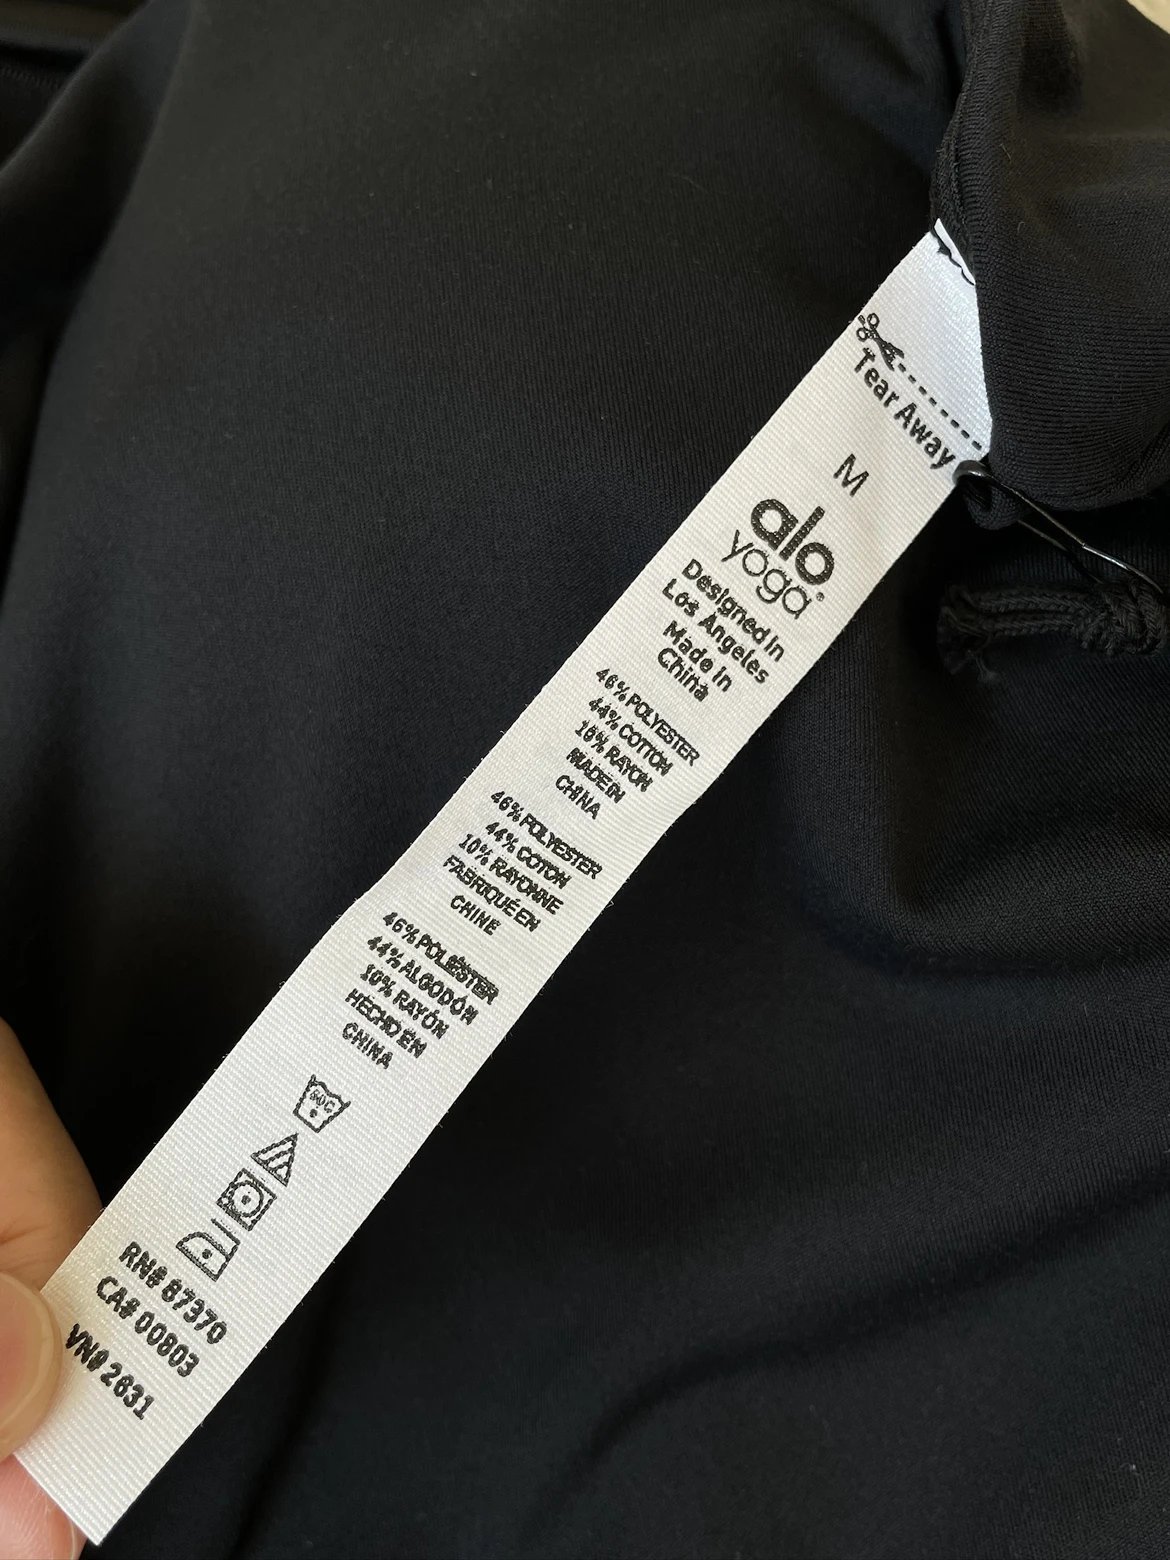 Tear Away
M
alo
yoga®
Designed in
Los Angeles
Made in
China
46% POLYESTER
44% COTTON
10% RAYON
MADE IN
CHINA
46% POLYESTER
44% COTON
10% RAYONNE
FABRIQUÉ EN
CHINE
46% POLIÉSTER
44% ALGODÓN
10% RAYÓN
HECHO EN
CHINA
RN# 87370
CA# 00803
VN# 2631